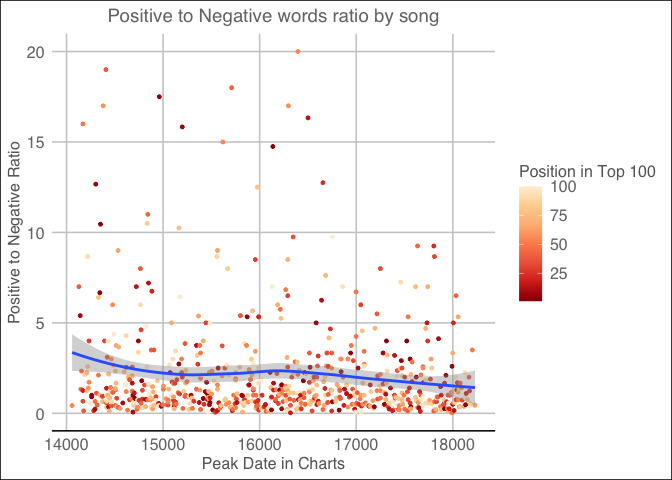 Positive to Negative words ratio by song
Positive to Negative Ratio
20
15
10
5
0
14000 15000 16000 17000 18000
Peak Date in Charts
Position in Top 100
100
75
50
25